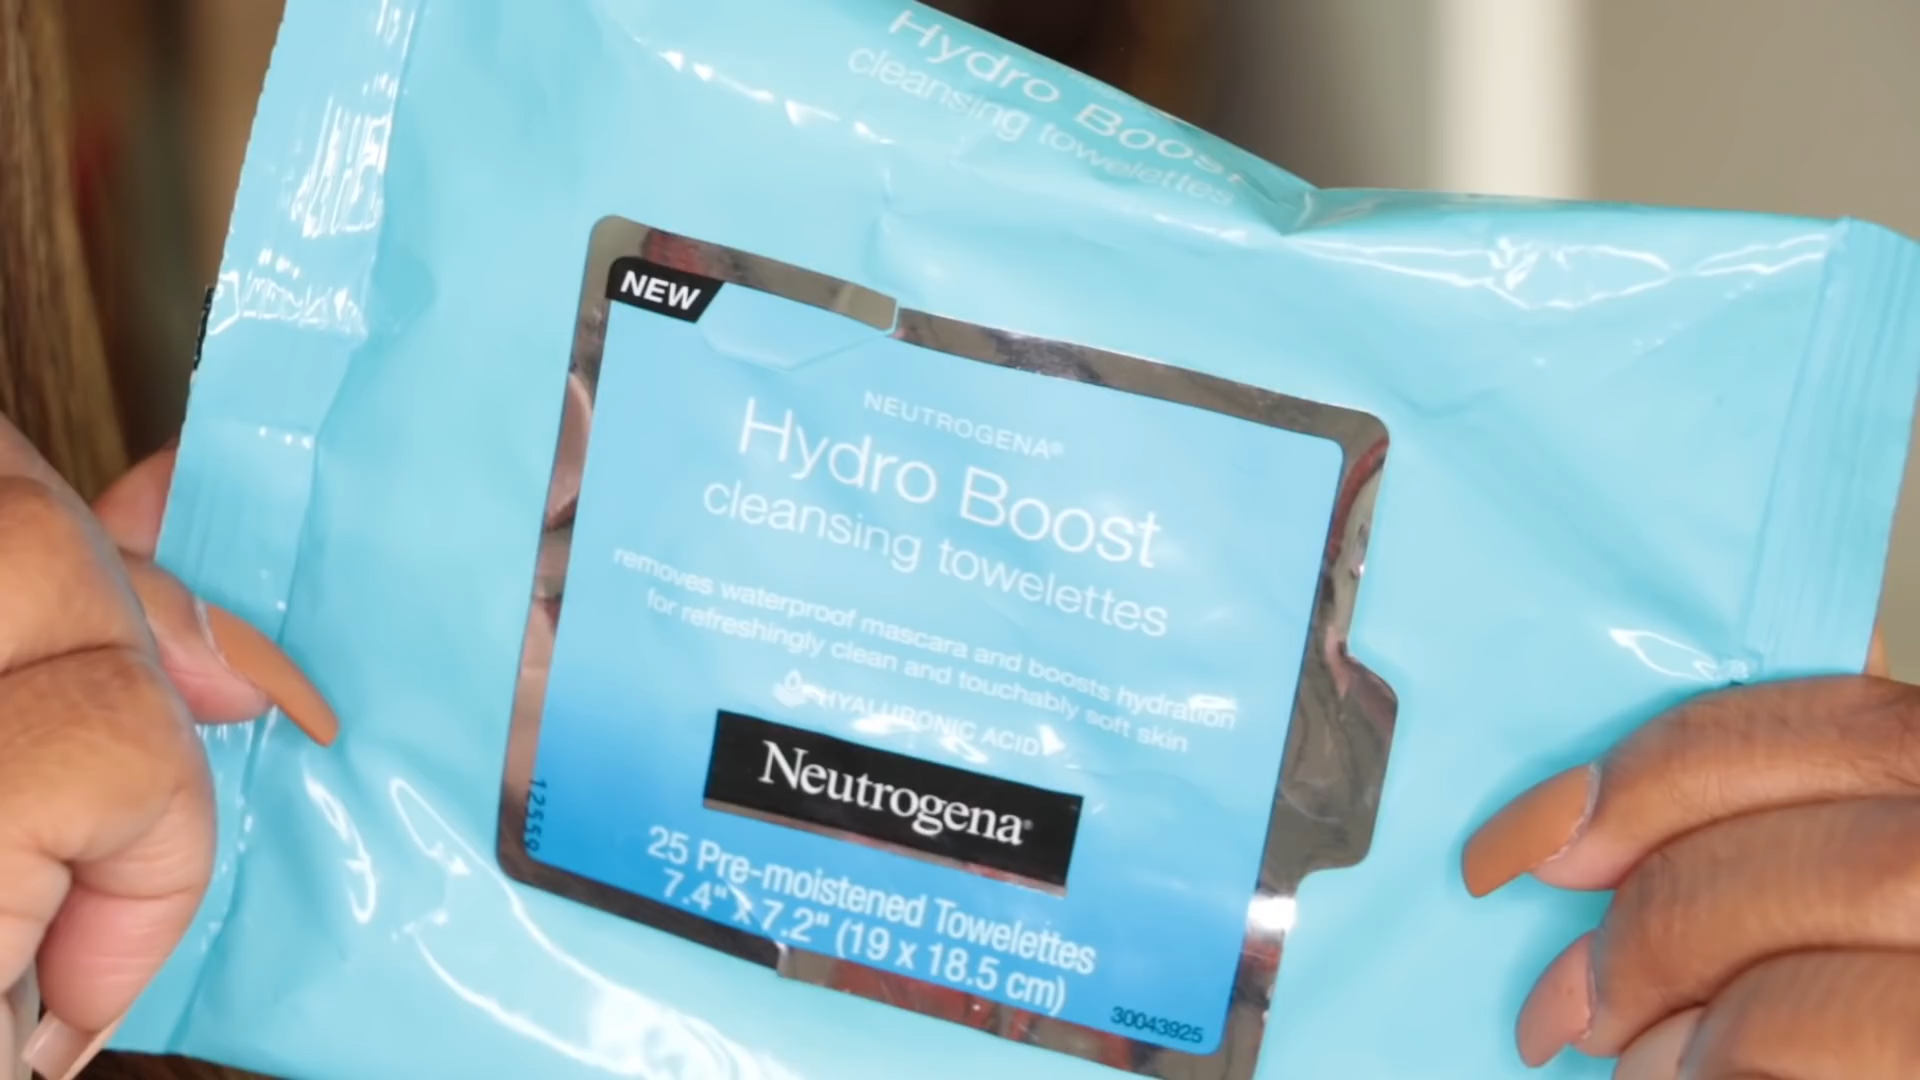 Hydro Boost
cleansing towelettes
NEW
NEUTROGENA®
Hydro Boost
cleansing towelettes
removes waterproof mascara and boosts hydration
for refreshingly clean and touchably soft skin
HYALURONIC ACID
Neutrogena®
25 Pre-moistened Towelettes
7.4" x 7.2" (19 x 18.5 cm)
12559
30043925